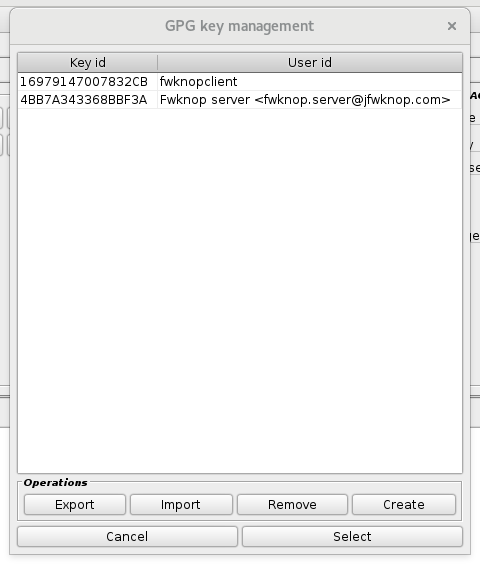 GPG key management ×
Key id User id
16979147007832CB fwknopclient
4BB7A343368BBF3A Fwknop server <fwknop.server@jfwknop.com>
Operations
Export Import Remove Create
Cancel Select